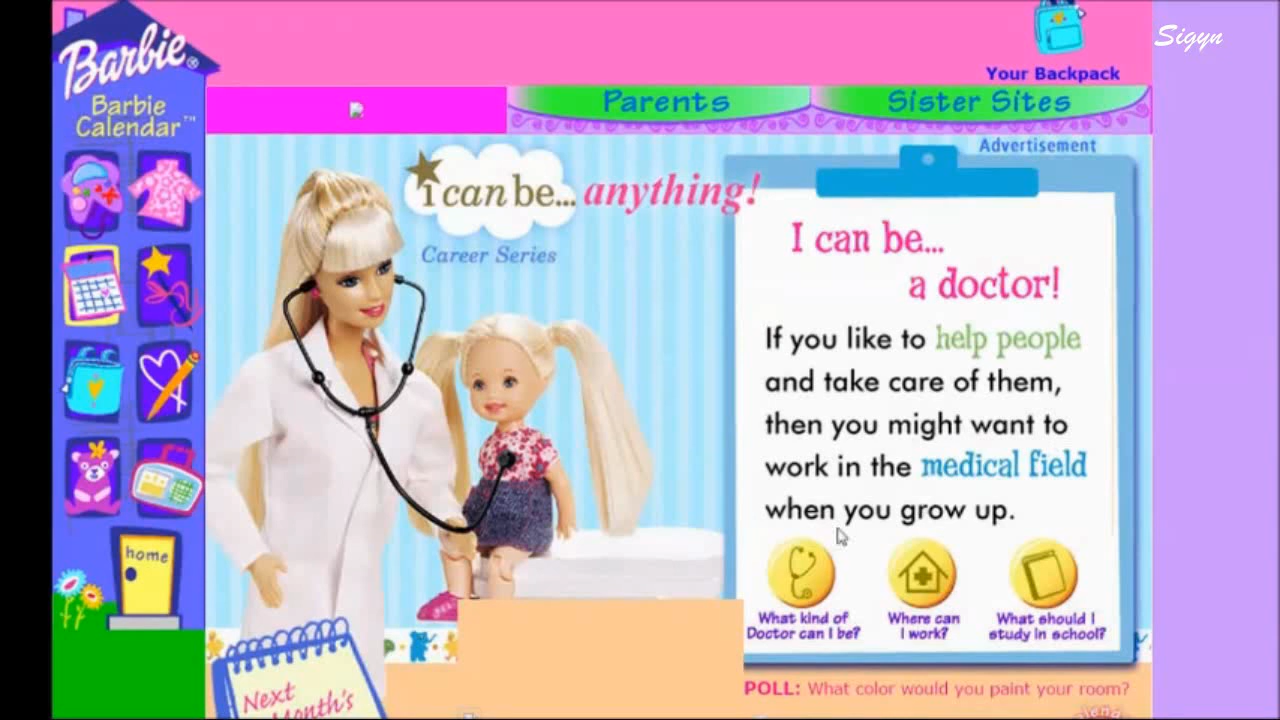 Sigyn
Barbie®
Your Backpack
Barbie
Calendar™
Parents
Sister Sites
Advertisement
i can be... anything!
Career Series
I can be...
a doctor!
If you like to help people
and take care of them,
then you might want to
work in the medical field
when you grow up.
home
What kind of
Doctor can I be?
Where can
I work?
What should I
study in school?
Next
Month's
POLL: What color would you paint your room?